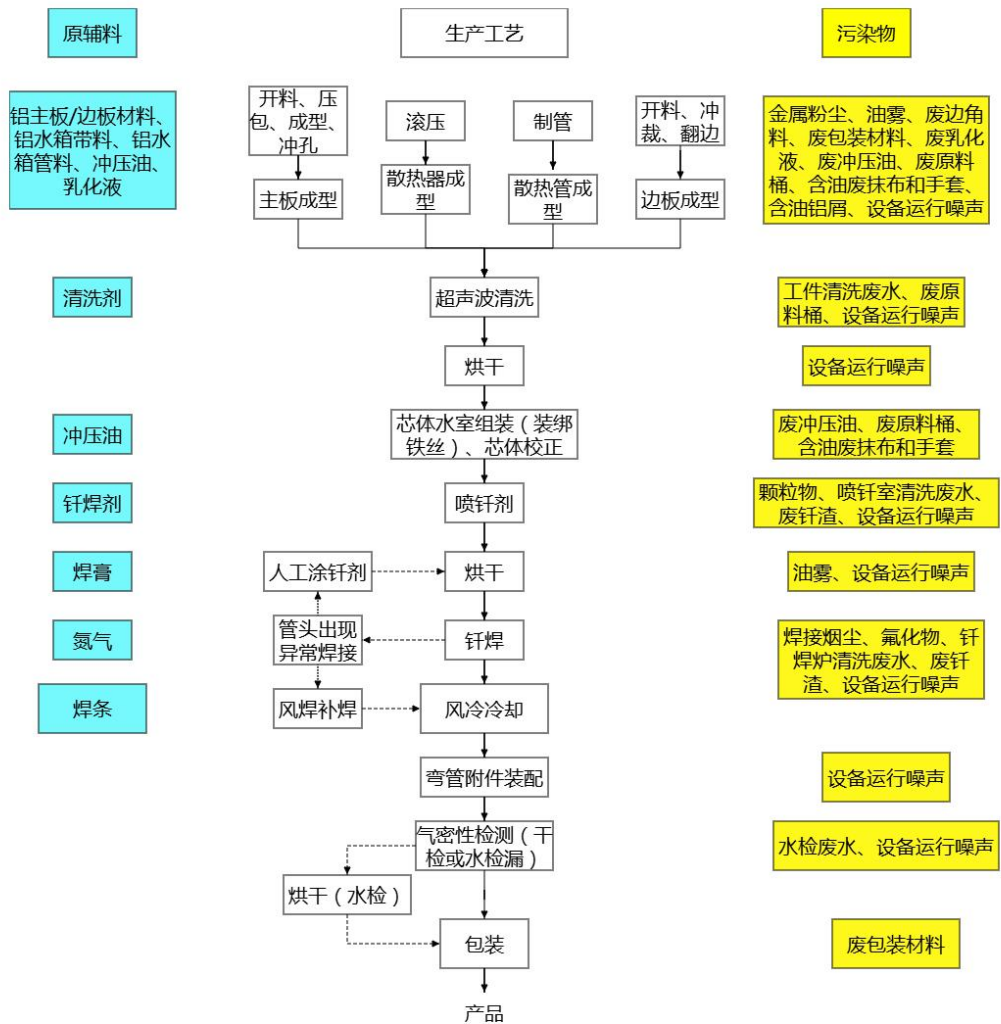 原辅料
生产工艺
污染物
铝主板/边板材料、
铝水箱带料、铝水
箱管料、冲压油、
乳化液
开料、压
包、成型、
冲孔
滚压
制管
开料、冲
裁、翻边
金属粉尘、油雾、废边角
料、废包装材料、废乳化
液、废冲压油、废原料
桶、含油废抹布和手套、
含油铝屑、设备运行噪声
主板成型
散热器成
型
散热管成
型
边板成型
清洗剂
超声波清洗
工件清洗废水、废原
料桶、设备运行噪声
烘干
设备运行噪声
冲压油
芯体水室组装（装绑
铁丝）、芯体校正
废冲压油、废原料桶、
含油废抹布和手套
钎焊剂
喷钎剂
颗粒物、喷钎室清洗废水、
废钎渣、设备运行噪声
焊膏
人工涂钎剂
烘干
油雾、设备运行噪声
氮气
管头出现
异常焊接
钎焊
焊接烟尘、氟化物、钎
焊炉清洗废水、废钎
渣、设备运行噪声
焊条
风焊补焊
风冷冷却
弯管附件装配
设备运行噪声
气密性检测（干
检或水检漏）
水检废水、设备运行噪声
烘干（水检）
包装
废包装材料
产品